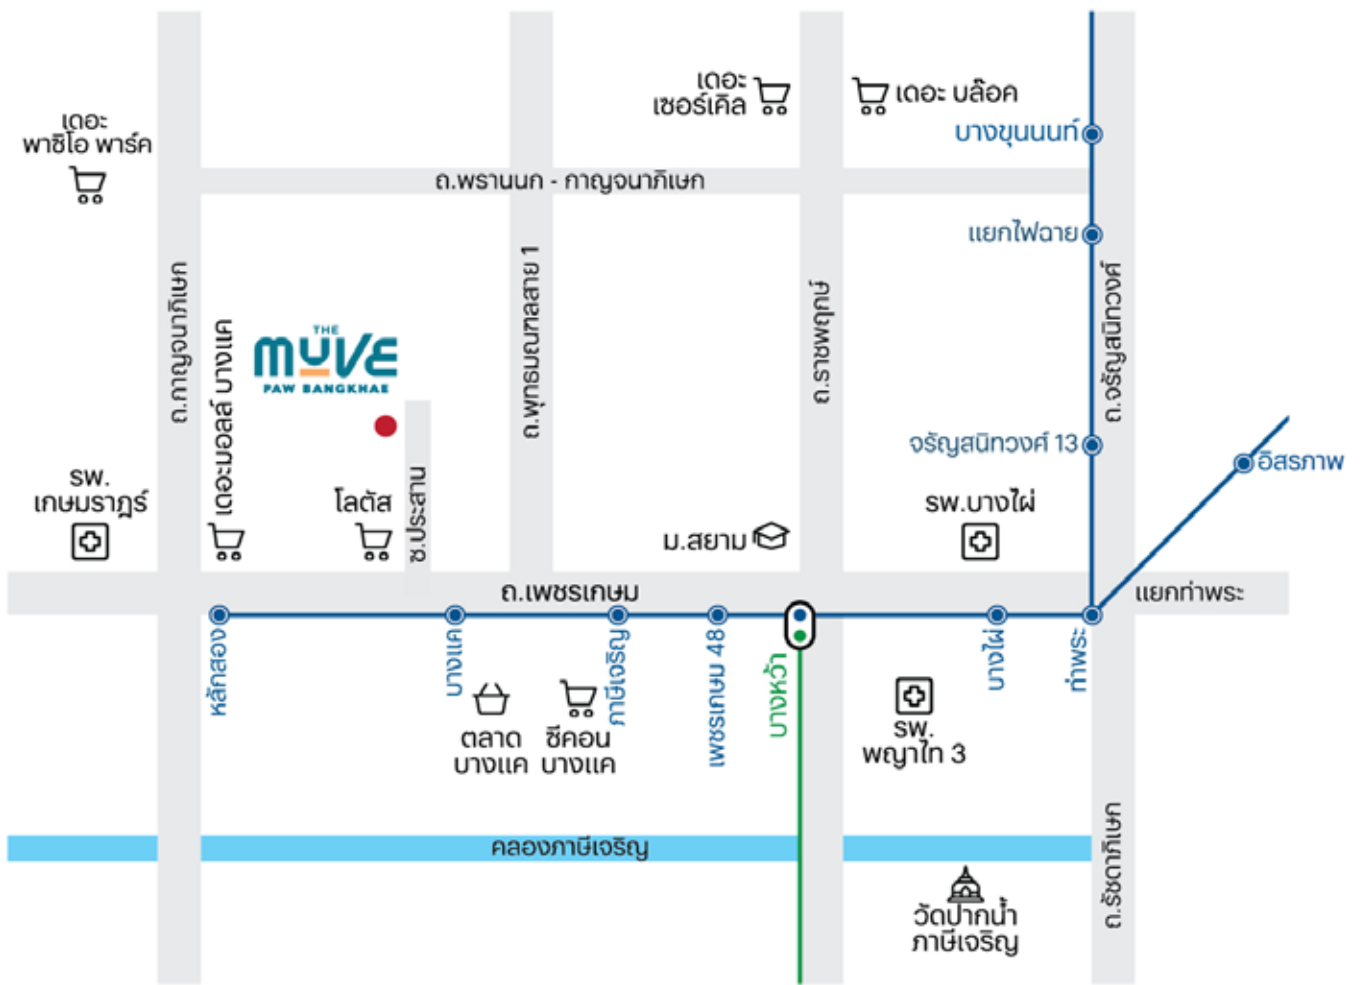 เดอะ
เซอร์เคิล
เดอะ บล๊อค
เดอะ
พาซิโอ พาร์ค
บางขุนนนท์
ถ.พรานนก - กาญจนาภิเษก
แยกไฟฉาย
ถ.กาญจนาภิเษก
ถ.พุทธมณฑลสาย 1
ถ.ราชพฤกษ์
ถ.จรัญสนิทวงศ์
THE
MUVE
PAW BANGKHAE
เดอะมอลล์ บางแค
จรัญสนิทวงศ์ 13
อิสรภาพ
รพ.
เกษมราฎร์
โลตัส
ซ.ประสาน
ม.สยาม
รพ.บางไผ่
ถ.เพชรเกษม
แยกท่าพระ
หลักสอง
บางแค
ภาษีเจริญ
เพชรเกษม 48
บางหว้า
บางไผ่
ท่าพระ
ตลาด
บางแค
ซีคอน
บางแค
รพ.
พญาไท 3
คลองภาษีเจริญ
ถ.รัชดาภิเษก
วัดปากน้ำ
ภาษีเจริญ